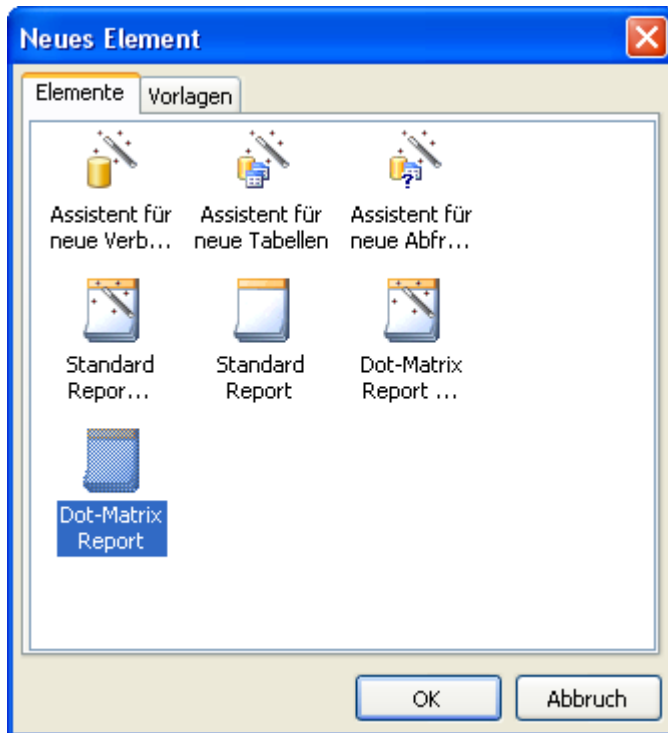 Neues Element
Elemente Vorlagen
Assistent für Assistent für Assistent für
neue Verb... neue Tabellen neue Abfr...
Standard Standard Dot-Matrix
Repor... Report Report ...
Dot-Matrix
Report
OK Abbruch